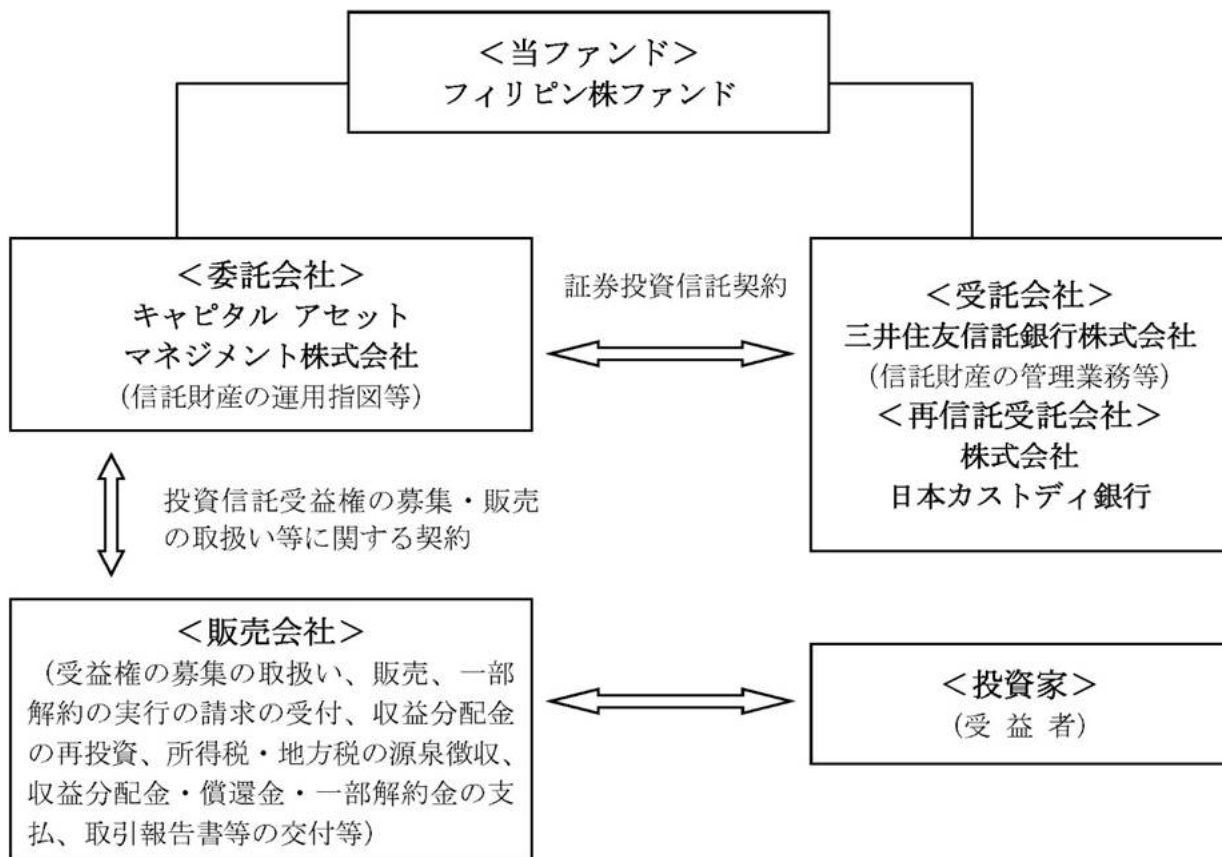 ＜当ファンド＞
フィリピン株ファンド
＜委託会社＞
キャピタル アセット
マネジメント株式会社
(信託財産の運用指図等)
証券投資信託契約
＜受託会社＞
三井住友信託銀行株式会社
(信託財産の管理業務等)
＜再信託受託会社＞
株式会社
日本カストディ銀行
投資信託受益権の募集・販売
の取扱い等に関する契約
＜販売会社＞
(受益権の募集の取扱い、販売、一部
解約の実行の請求の受付、収益分配金
の再投資、所得税・地方税の源泉徴収、
収益分配金・償還金・一部解約金の支
払、取引報告書等の交付等)
＜投資家＞
(受 益 者)